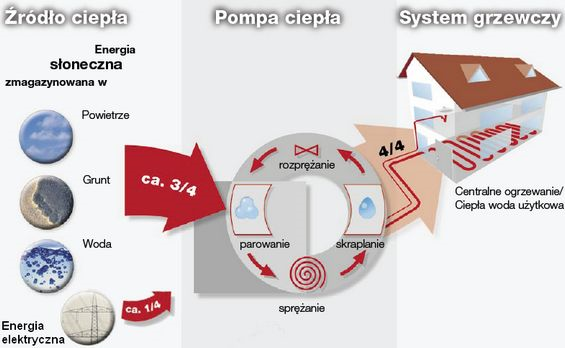 Źródło ciepła
Pompa ciepła
System grzewczy
Energia
słoneczna
zmagazynowana w
Powietrze
Grunt
Woda
Energia
elektryczna
ca. 3/4
ca. 1/4
rozprężanie
parowanie
skraplanie
sprężanie
4/4
Centralne ogrzewanie/
Ciepła woda użytkowa